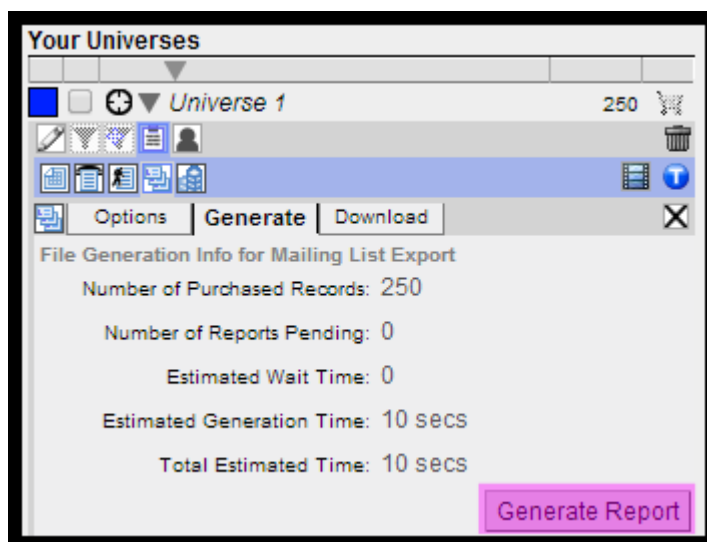 Your Universes
Universe 1 250
T
Options Generate Download
File Generation Info for Mailing List Export
Number of Purchased Records: 250
Number of Reports Pending: 0
Estimated Wait Time: 0
Estimated Generation Time: 10 secs
Total Estimated Time: 10 secs
Generate Report